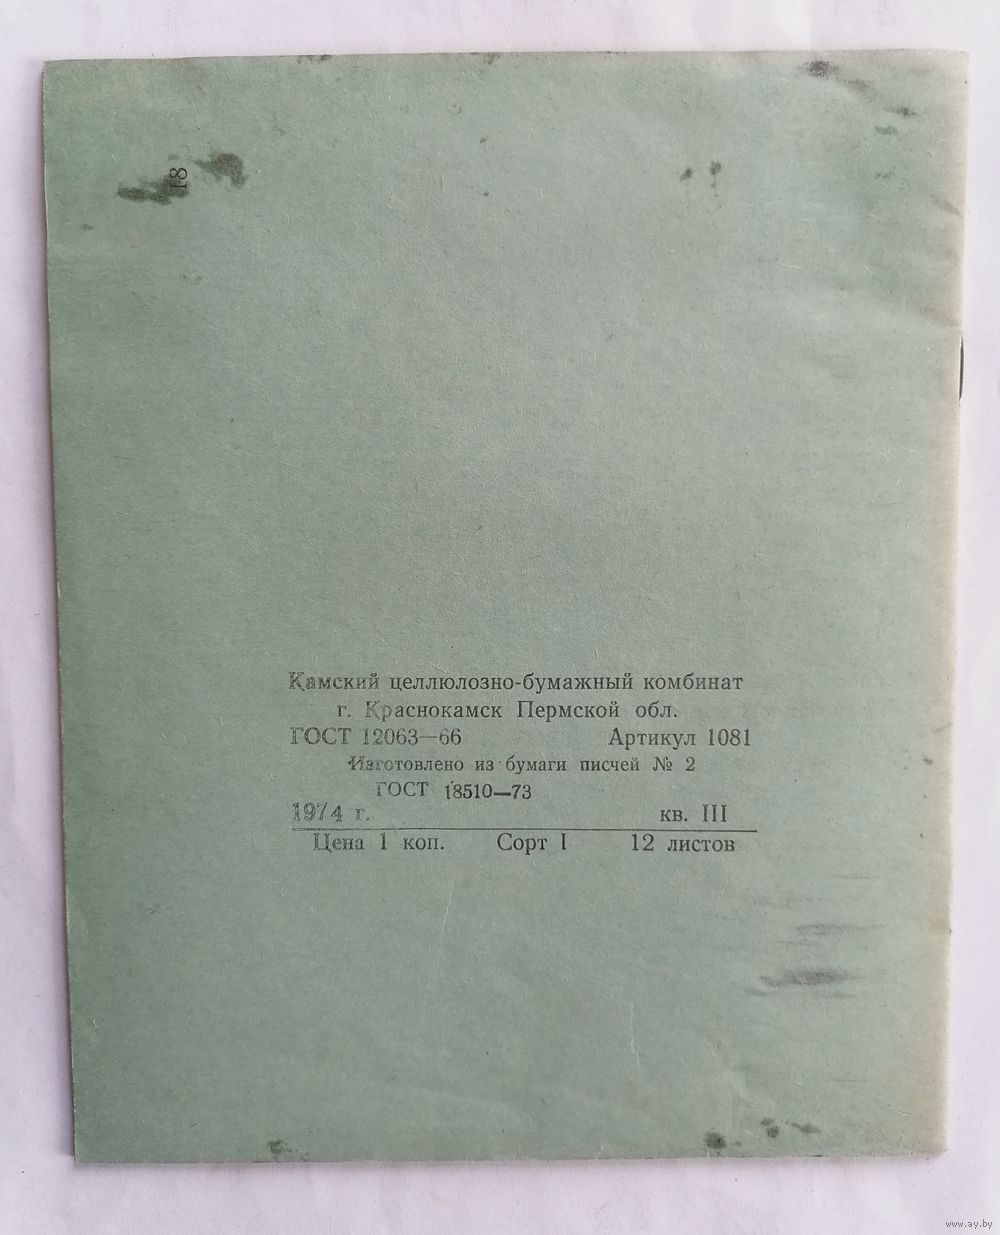 18
Камский целлюлозно-бумажный комбинат
г. Краснокамск Пермской обл.
ГОСТ 12063—66 Артикул 1081
Изготовлено из бумаги писчей № 2
ГОСТ 18510—73
1974 г. кв. III
Цена 1 коп. Сорт I 12 листов
www.ay.by